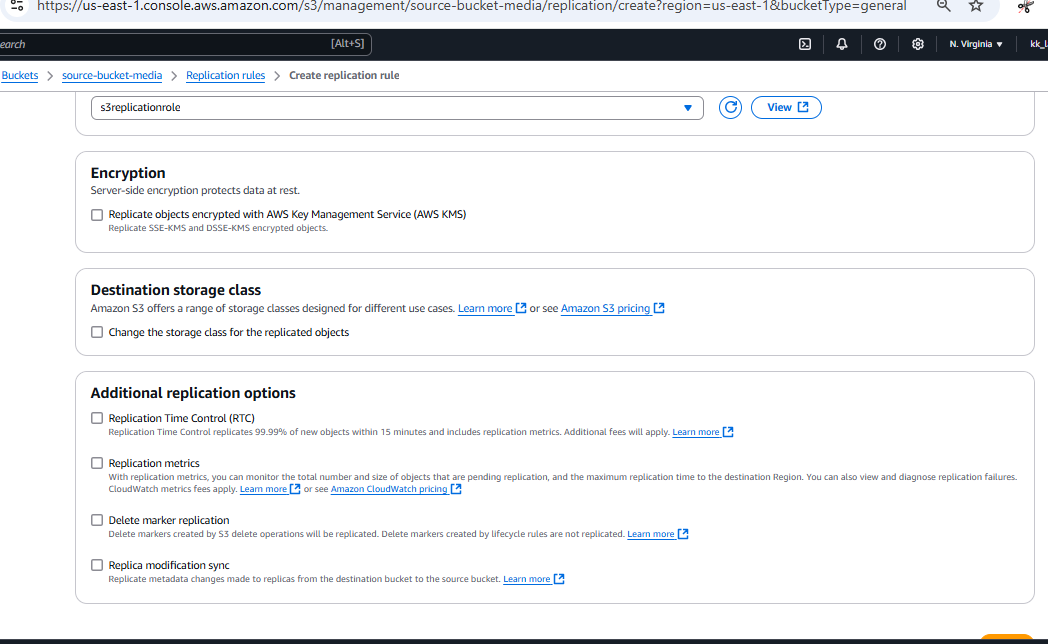 https://us-east-1.console.aws.amazon.com/s3/management/source-bucket-media/replication/create?region=us-east-1&bucketType=general
earch [Alt+S] N. Virginia ▼ kk_l
Buckets > source-bucket-media > Replication rules > Create replication rule
s3replicationrole View
Encryption
Server-side encryption protects data at rest.
Replicate objects encrypted with AWS Key Management Service (AWS KMS)
Replicate SSE-KMS and DSSE-KMS encrypted objects.
Destination storage class
Amazon S3 offers a range of storage classes designed for different use cases. Learn more or see Amazon S3 pricing
Change the storage class for the replicated objects
Additional replication options
Replication Time Control (RTC)
Replication Time Control replicates 99.99% of new objects within 15 minutes and includes replication metrics. Additional fees will apply. Learn more
Replication metrics
With replication metrics, you can monitor the total number and size of objects that are pending replication, and the maximum replication time to the destination Region. You can also view and diagnose replication failures.
CloudWatch metrics fees apply. Learn more or see Amazon CloudWatch pricing
Delete marker replication
Delete markers created by S3 delete operations will be replicated. Delete markers created by lifecycle rules are not replicated. Learn more
Replica modification sync
Replicate metadata changes made to replicas from the destination bucket to the source bucket. Learn more